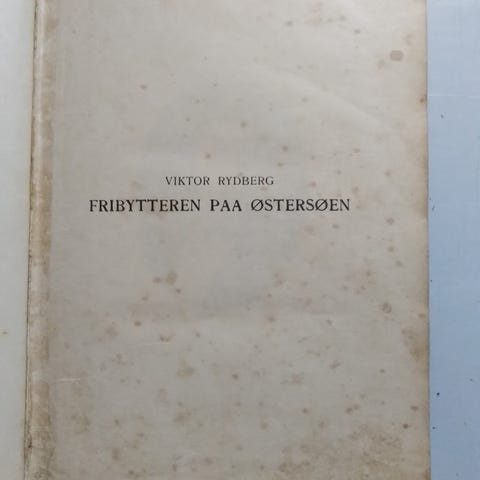 VIKTOR RYDBERG
FRIBYTTEREN PAA ØSTERSØEN